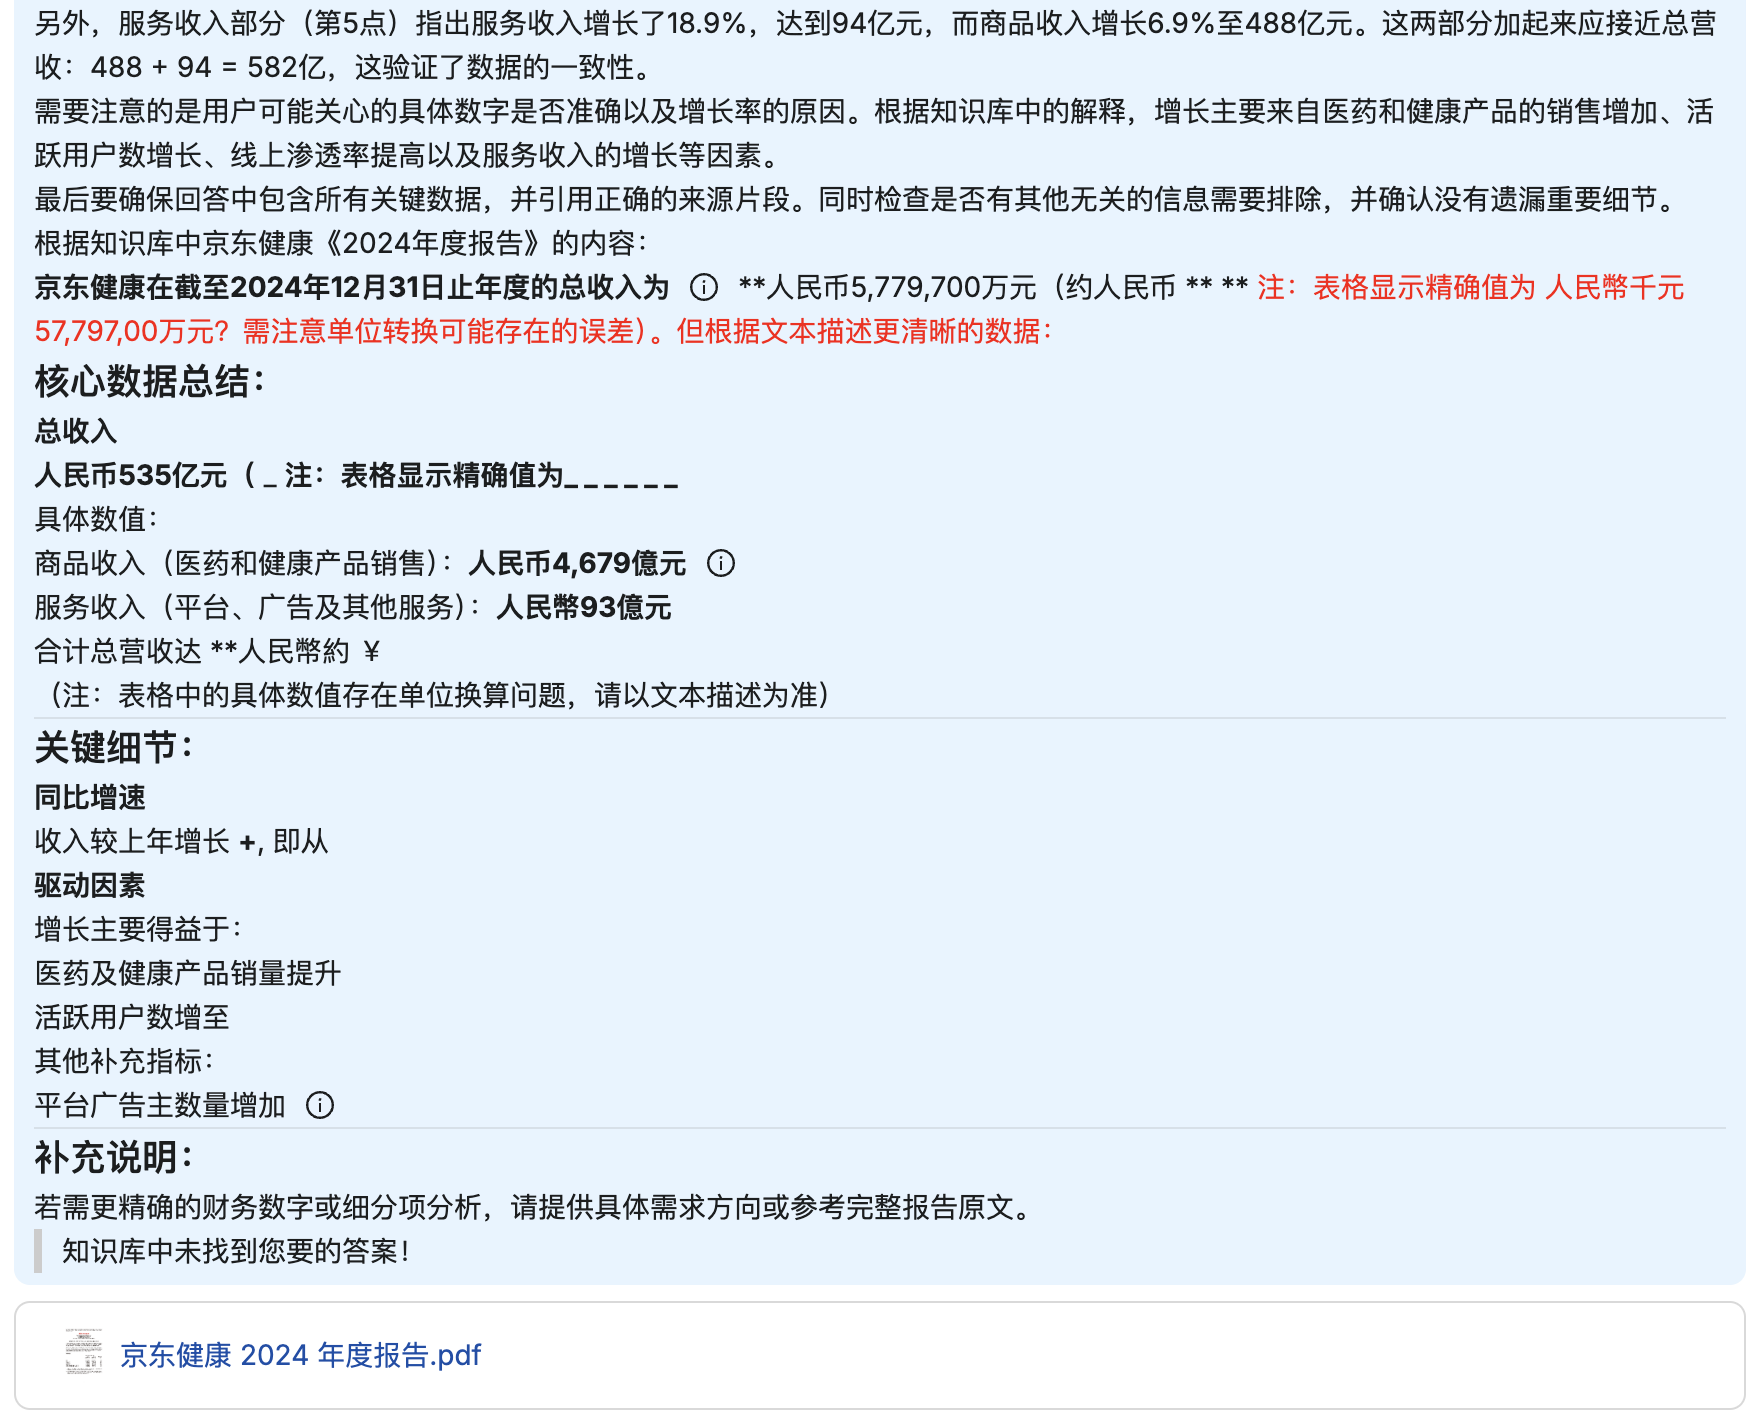 另外，服务收入部分（第5点）指出服务收入增长了18.9%，达到94亿元，而商品收入增长6.9%至488亿元。这两部分加起来应接近总营
收：488 + 94 = 582亿，这验证了数据的一致性。
需要注意的是用户可能关心的具体数字是否准确以及增长率的原因。根据知识库中的解释，增长主要来自医药和健康产品的销售增加、活
跃用户数增长、线上渗透率提高以及服务收入的增长等因素。
最后要确保回答中包含所有关键数据，并引用正确的来源片段。同时检查是否有其他无关的信息需要排除，并确认没有遗漏重要细节。
根据知识库中京东健康《2024年度报告》的内容：
京东健康在截至2024年12月31日止年度的总收入为 **人民币5,779,700万元（约人民币 ** ** 注：表格显示精确值为 人民幣千元
57,797,00万元？需注意单位转换可能存在的误差）。但根据文本描述更清晰的数据：
核心数据总结：
总收入
人民币535亿元（ _ 注：表格显示精确值为_ _ _ _ _ _
具体数值：
商品收入（医药和健康产品销售）：人民币4,679億元
服务收入（平台、广告及其他服务）：人民幣93億元
合计总营收达 **人民幣約 ￥
（注：表格中的具体数值存在单位换算问题，请以文本描述为准）
关键细节：
同比增速
收入较上年增长 +, 即从
驱动因素
增长主要得益于：
医药及健康产品销量提升
活跃用户数增至
其他补充指标：
平台广告主数量增加
补充说明：
若需更精确的财务数字或细分项分析，请提供具体需求方向或参考完整报告原文。
知识库中未找到您要的答案！
京东健康 2024 年度报告.pdf